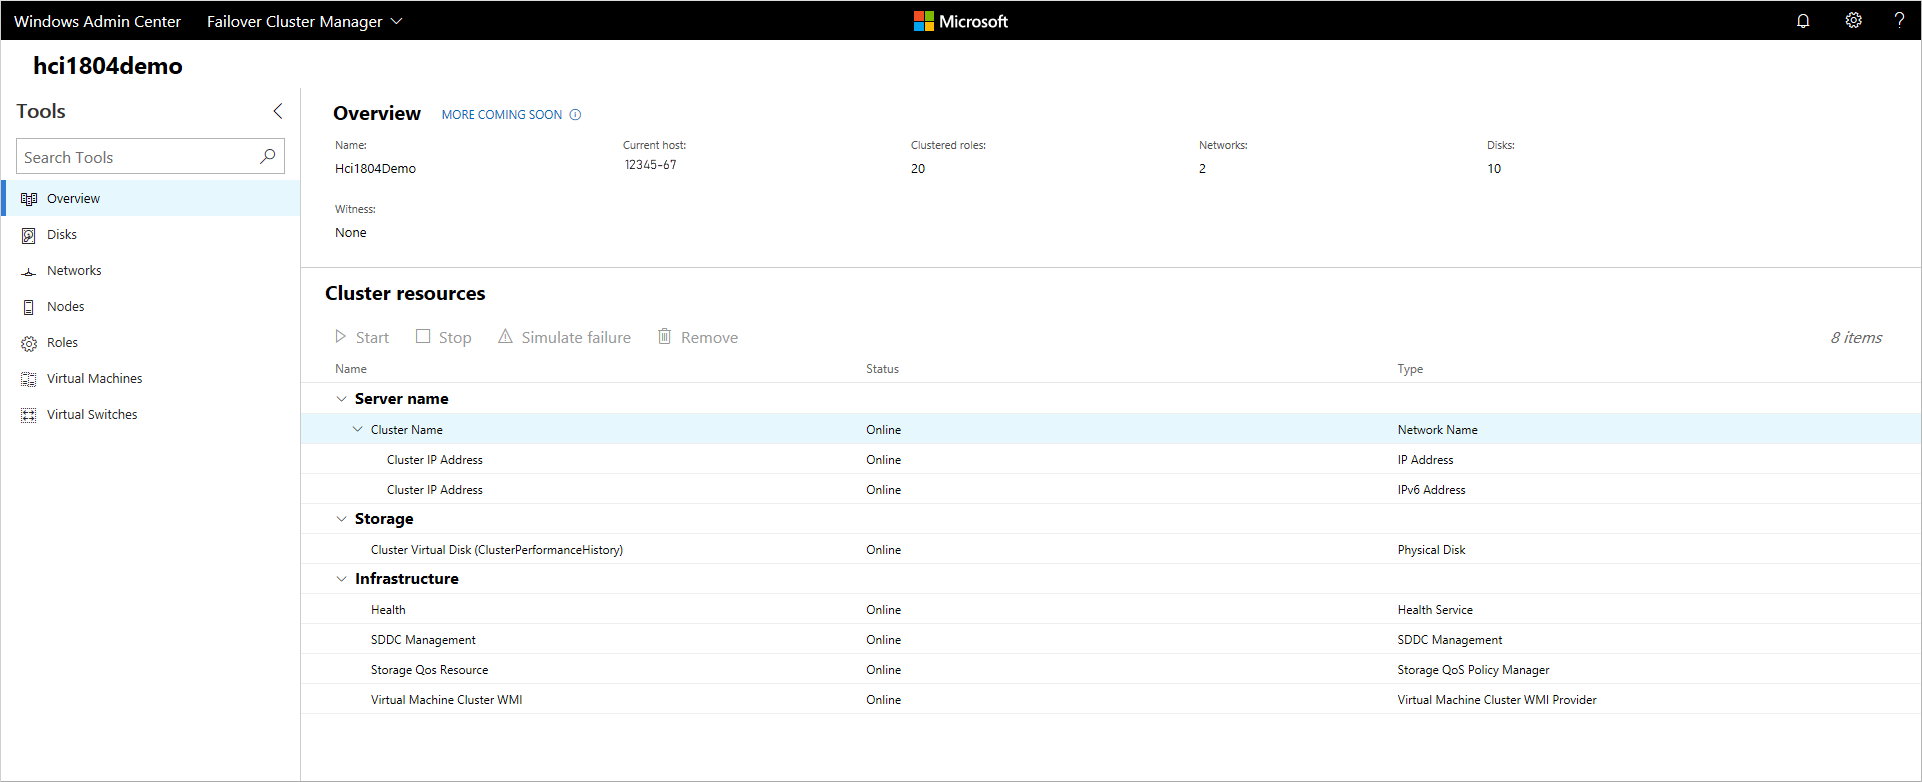 Windows Admin Center Failover Cluster Manager Microsoft ?
hci1804demo
Tools
Search Tools
Overview
Disks
Networks
Nodes
Roles
Virtual Machines
Virtual Switches
Overview MORE COMING SOON
Name: Current host: Clustered roles: Networks: Disks:
Hci1804Demo 12345-67 20 2 10
Witness:
None
Cluster resources
Start Stop Simulate failure Remove 8 items
Name Status Type
Server name
Cluster Name Online Network Name
Cluster IP Address Online IP Address
Cluster IP Address Online IPv6 Address
Storage
Cluster Virtual Disk (ClusterPerformanceHistory) Online Physical Disk
Infrastructure
Health Online Health Service
SDDC Management Online SDDC Management
Storage Qos Resource Online Storage QoS Policy Manager
Virtual Machine Cluster WMI Online Virtual Machine Cluster WMI Provider